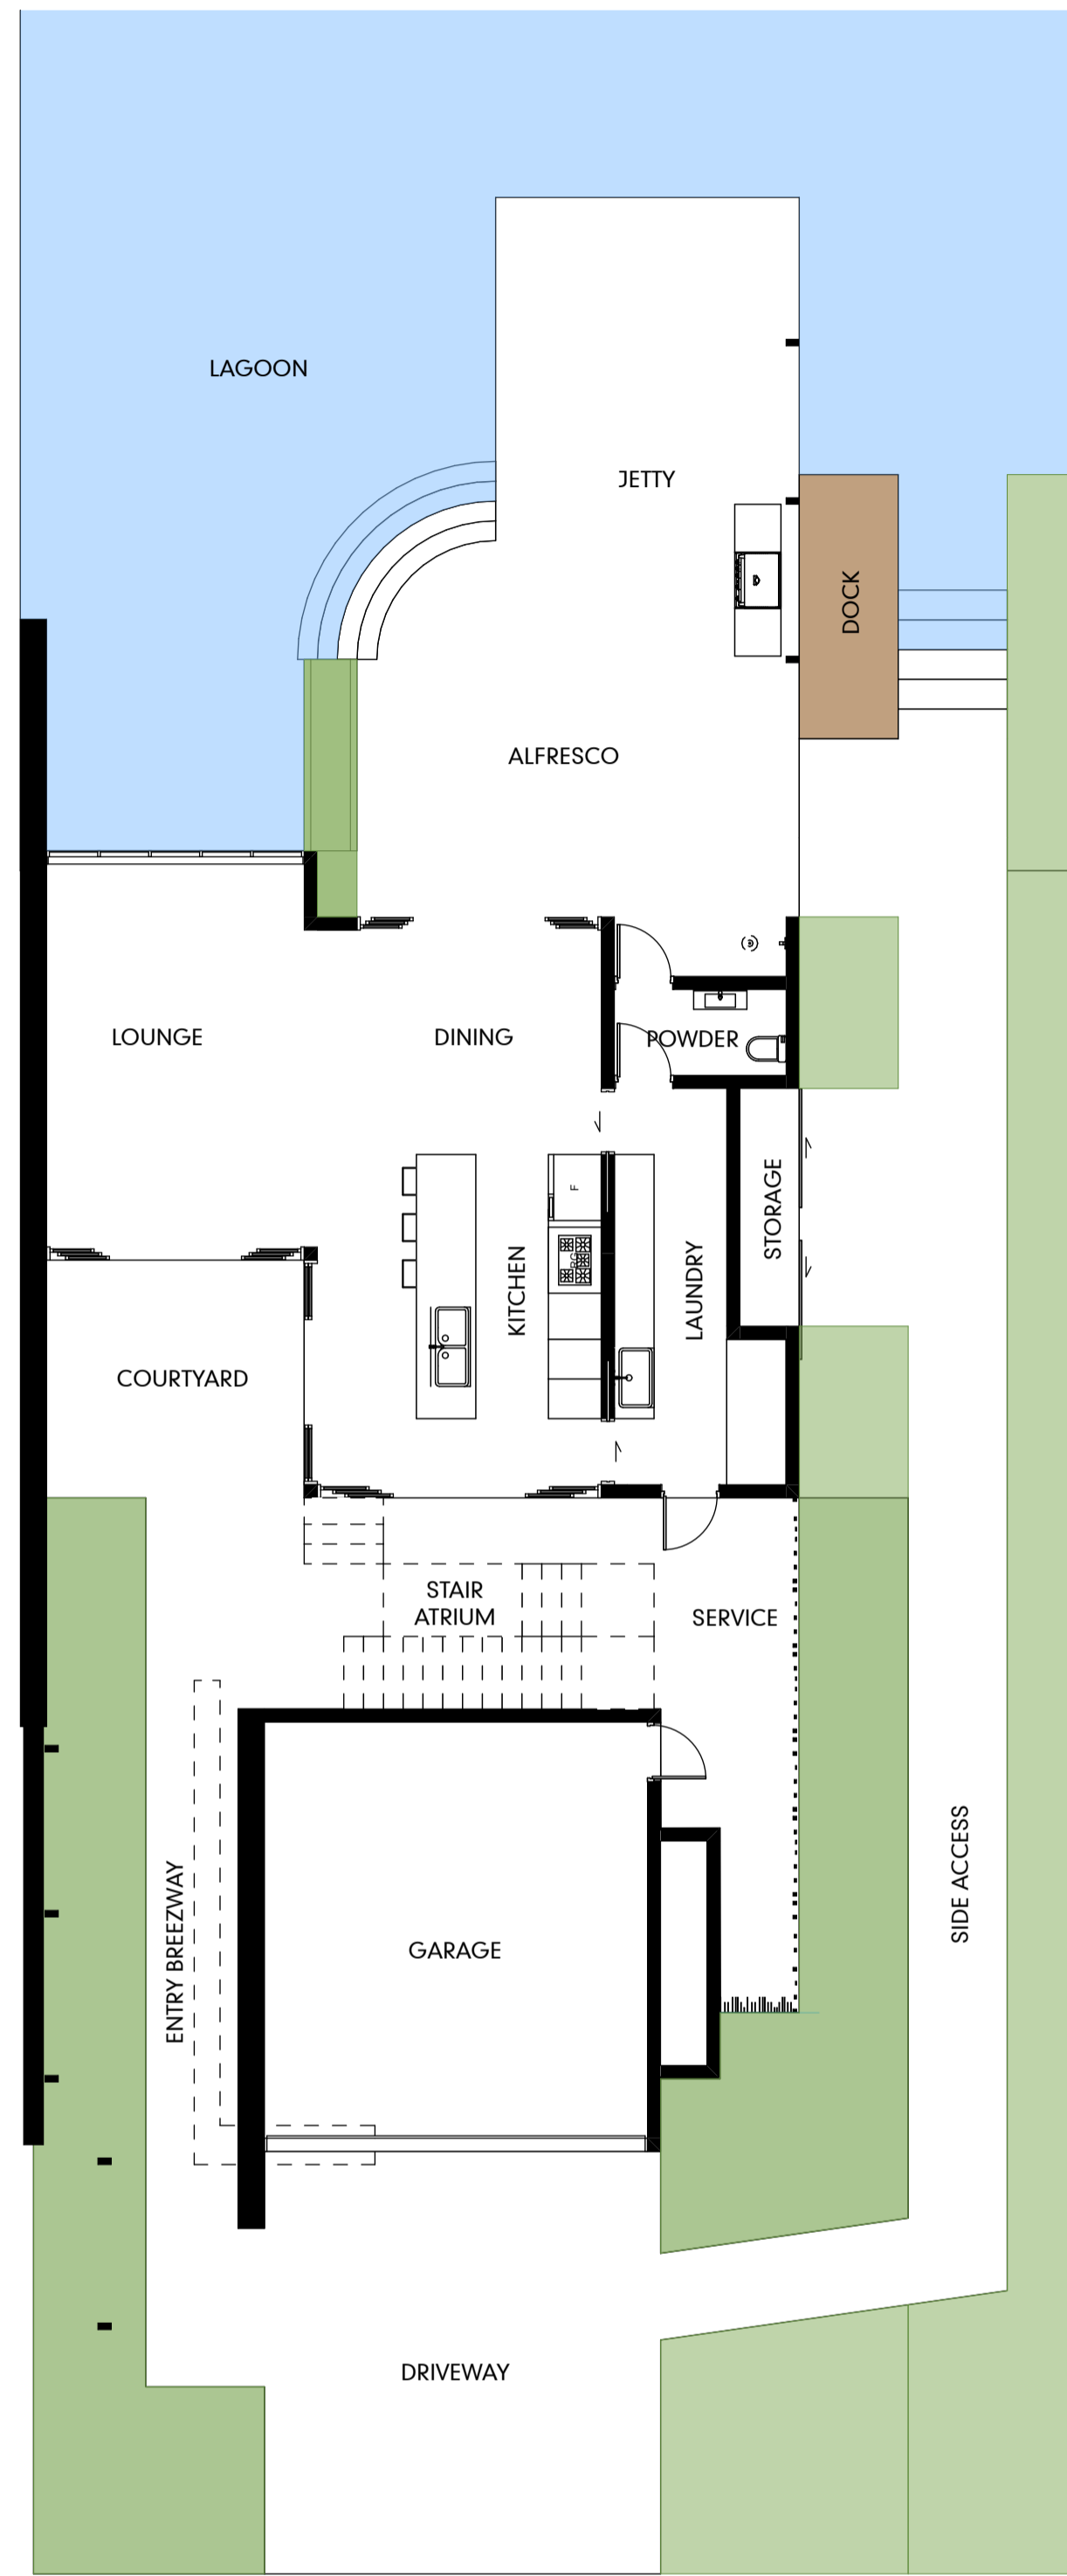 LAGOON
JETTY
DOCK
ALFRESCO
LOUNGE
DINING
POWDER
STORAGE
F
KITCHEN
LAUNDRY
COURTYARD
STAIR
ATRIUM
SERVICE
ENTRY BREEZWAY
GARAGE
SIDE ACCESS
DRIVEWAY